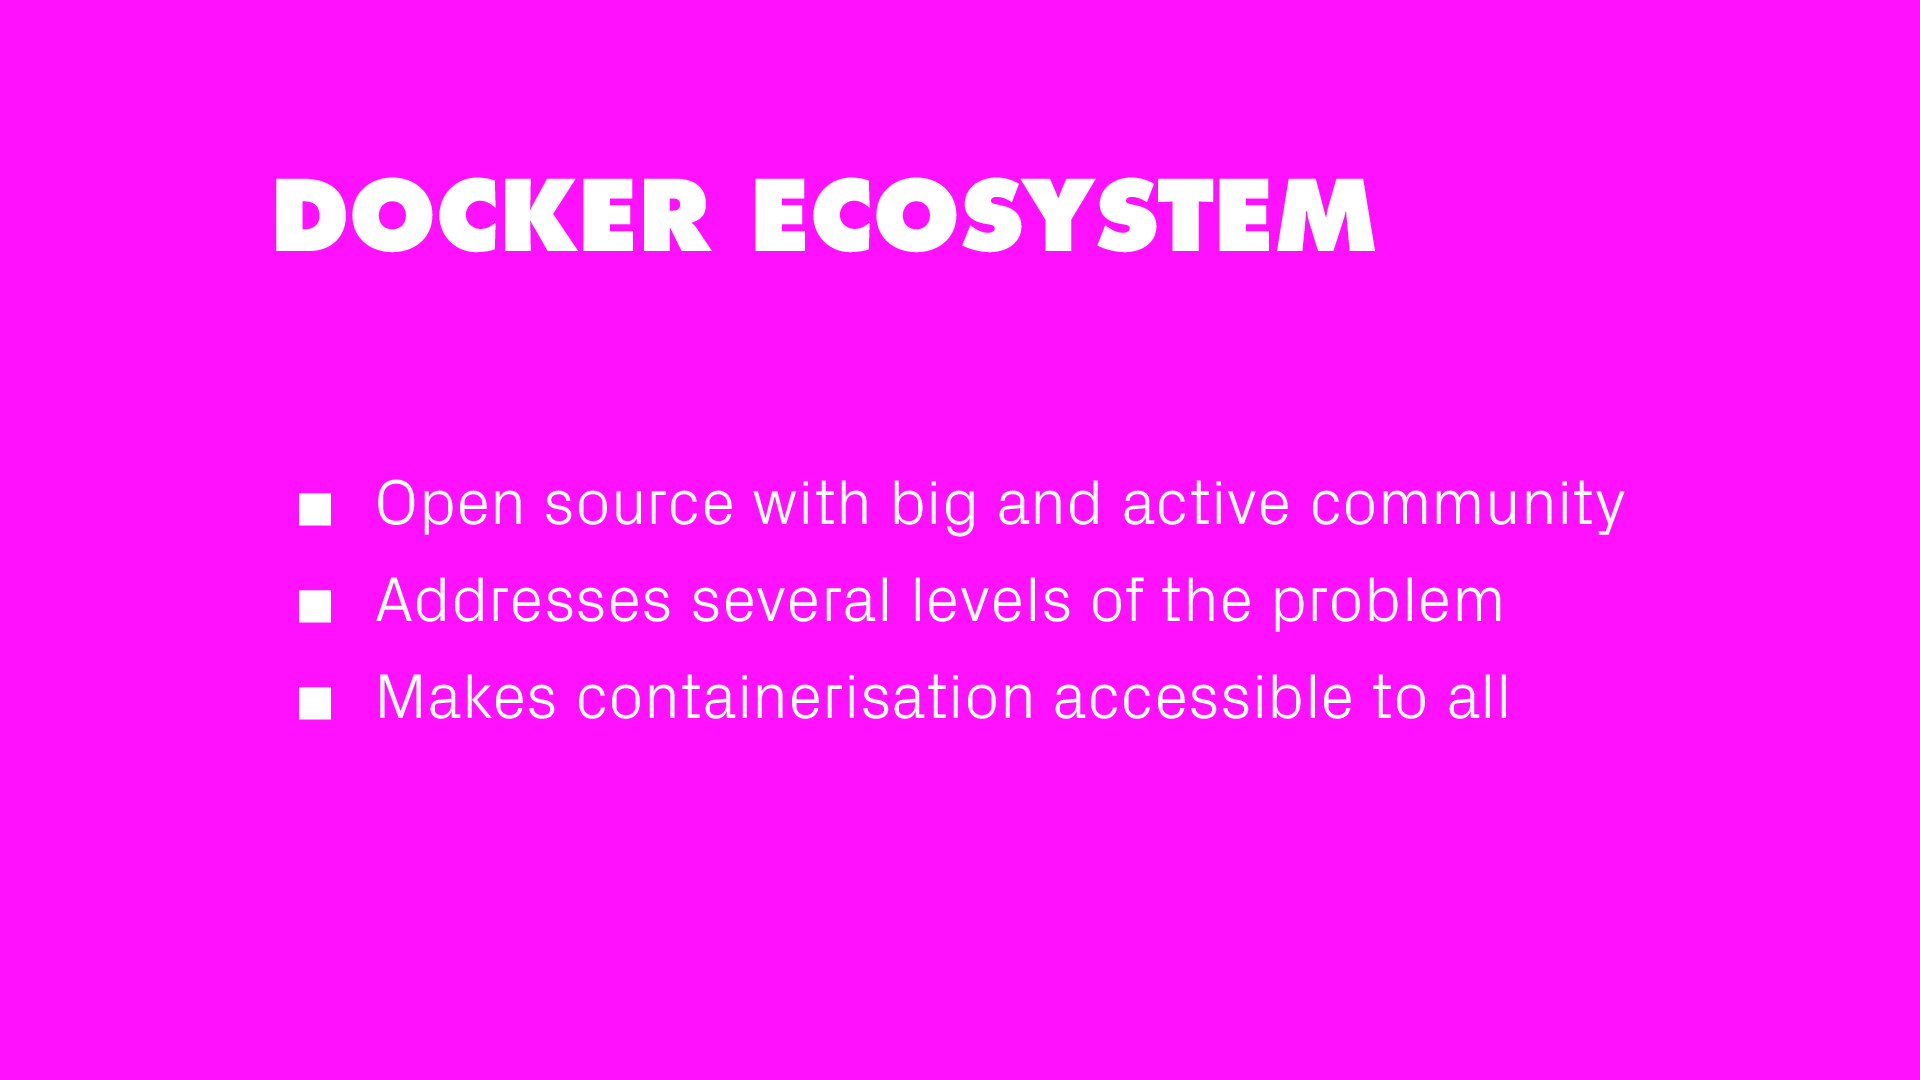 DOCKER ECOSYSTEM
■ Open source with big and active community
■ Addresses several levels of the problem
■ Makes containerisation accessible to all